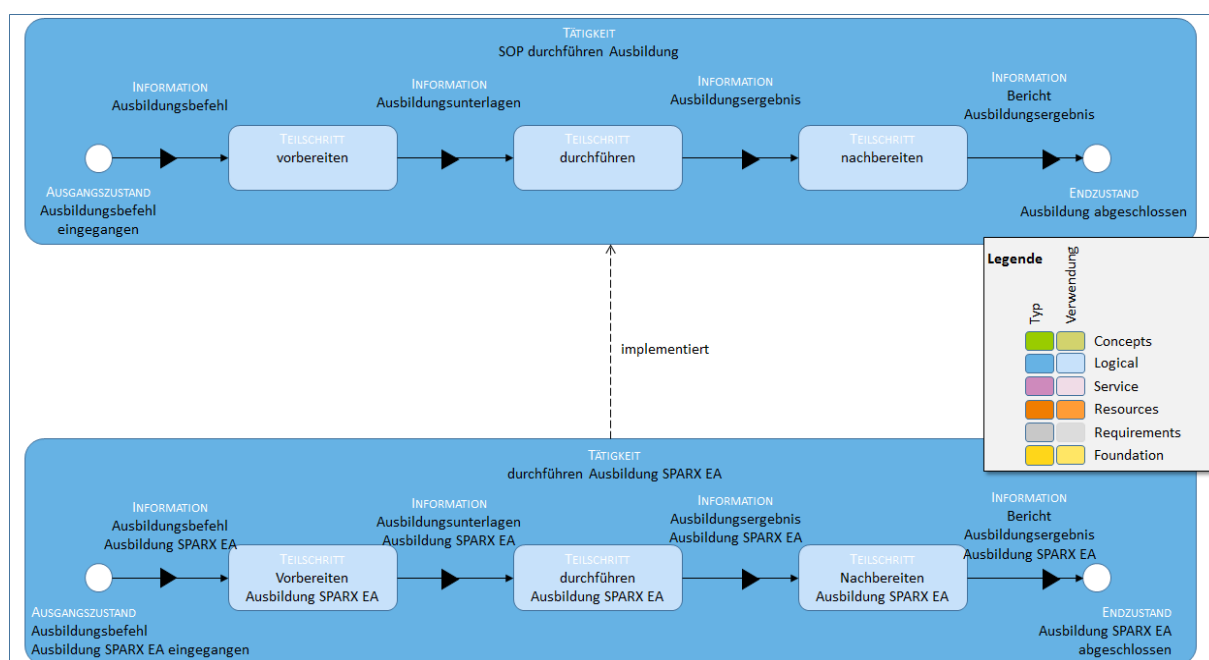 TÄTIGKEIT
SOP durchführen Ausbildung
INFORMATION
Ausbildungsbefehl
INFORMATION
Ausbildungsunterlagen
INFORMATION
Ausbildungsergebnis
INFORMATION
Bericht
Ausbildungsergebnis
TEILSCHRITT
vorbereiten
TEILSCHRITT
durchführen
TEILSCHRITT
nachbereiten
AUSGANGSZUSTAND
Ausbildungsbefehl
eingegangen
ENDZUSTAND
Ausbildung abgeschlossen
implementiert
Legende
Typ
Verwendung
Concepts
Logical
Service
Resources
Requirements
Foundation
TÄTIGKEIT
durchführen Ausbildung SPARX EA
INFORMATION
Ausbildungsbefehl
Ausbildung SPARX EA
INFORMATION
Ausbildungsunterlagen
Ausbildung SPARX EA
INFORMATION
Ausbildungsergebnis
Ausbildung SPARX EA
INFORMATION
Bericht
Ausbildungsergebnis
Ausbildung SPARX EA
TEILSCHRITT
Vorbereiten
Ausbildung SPARX EA
TEILSCHRITT
durchführen
Ausbildung SPARX EA
TEILSCHRITT
Nachbereiten
Ausbildung SPARX EA
AUSGANGSZUSTAND
Ausbildungsbefehl
Ausbildung SPARX EA eingegangen
ENDZUSTAND
Ausbildung SPARX EA
abgeschlossen